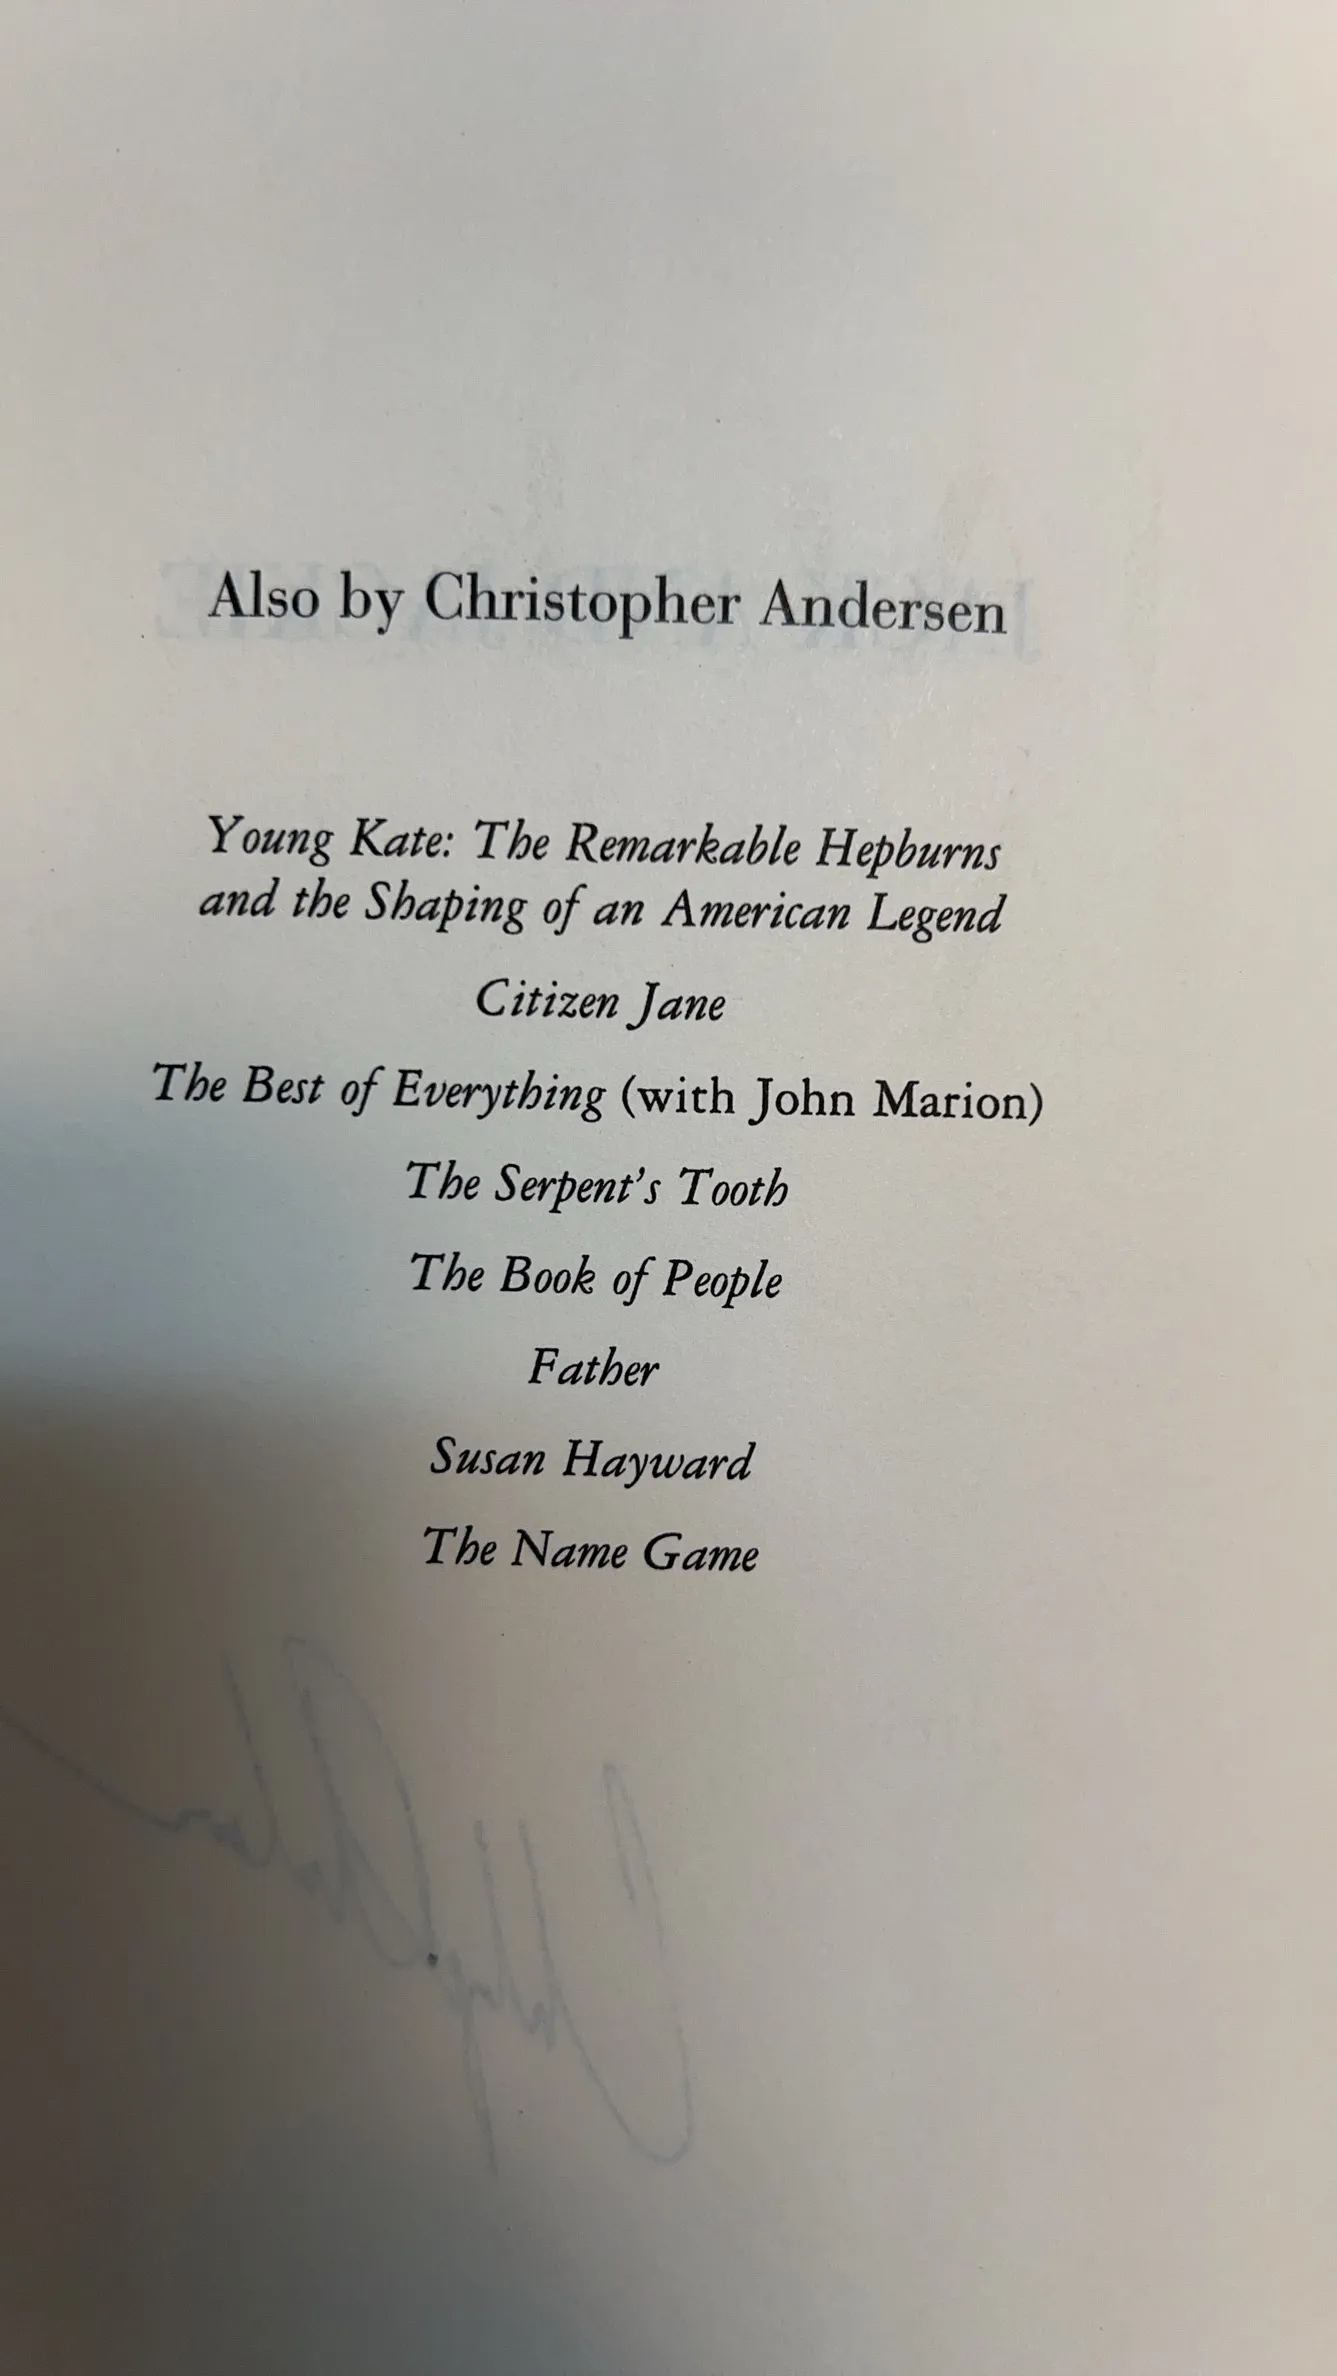 Also by Christopher Andersen
Young Kate: The Remarkable Hepburns
and the Shaping of an American Legend
Citizen Jane
The Best of Everything (with John Marion)
The Serpent's Tooth
The Book of People
Father
Susan Hayward
The Name Game